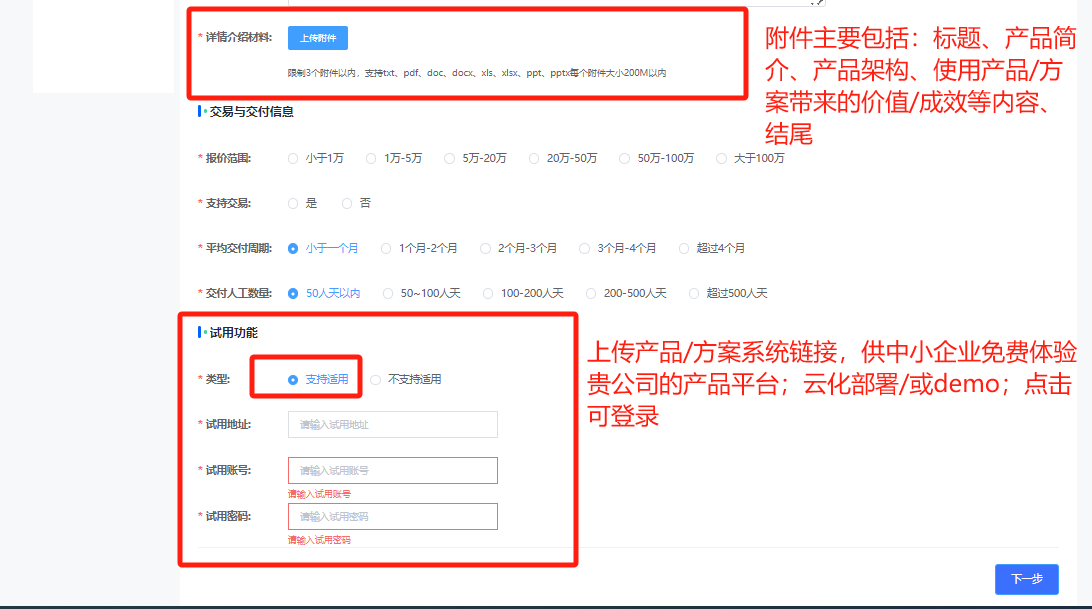 * 详情介绍材料: 上传附件
限制3个附件以内，支持txt、pdf、doc、docx、xls、xlsx、ppt、pptx每个附件大小200M以内
附件主要包括：标题、产品简
介、产品架构、使用产品/方
案带来的价值/成效等内容、
结尾
交易与交付信息
* 报价范围: 小于1万 1万-5万 5万-20万 20万-50万 50万-100万 大于100万
* 支持交易: 是 否
* 平均交付周期: 小于一个月 1个月-2个月 2个月-3个月 3个月-4个月 超过4个月
* 交付人工数量: 50人天以内 50~100人天 100-200人天 200-500人天 超过500人天
试用功能
* 类型: 支持适用 不支持适用
* 试用地址: 请输入试用地址
* 试用账号: 请输入试用账号
请输入试用账号
* 试用密码: 请输入试用密码
请输入试用密码
上传产品/方案系统链接，供中小企业免费体验
贵公司的产品平台；云化部署/或demo；点击
可登录
下一步